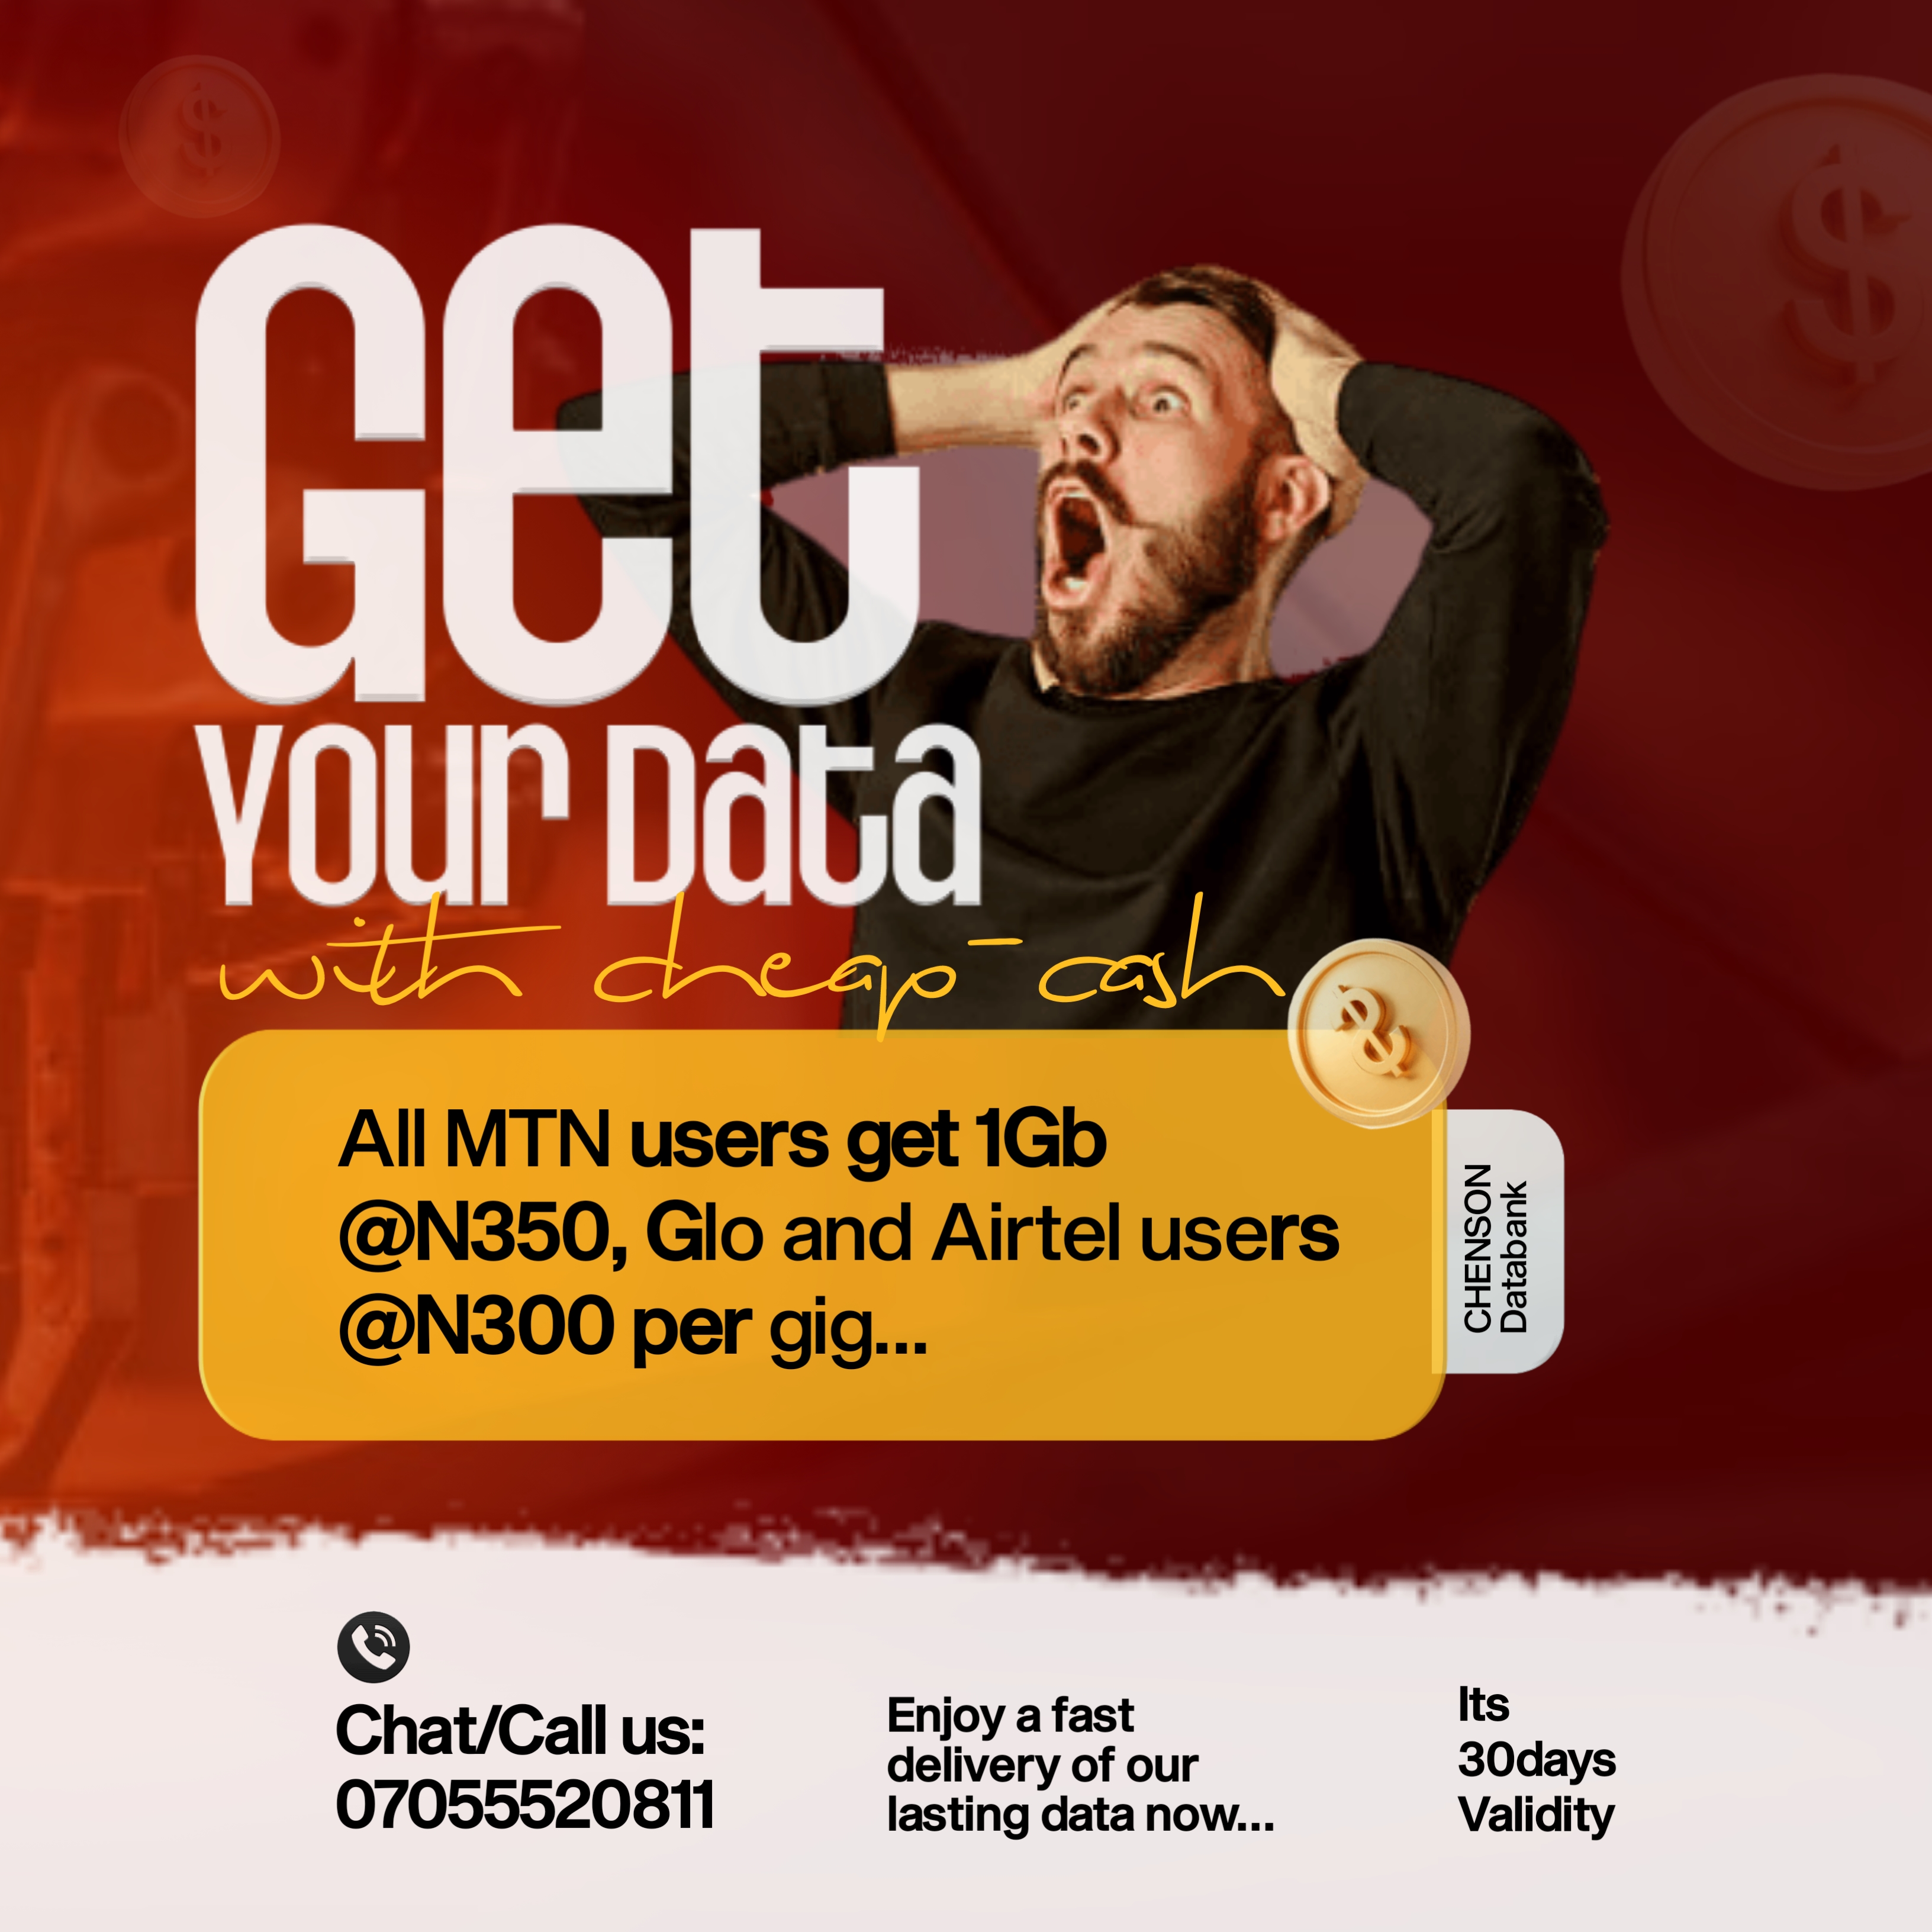 Get
Your Data
with cheap cash
All MTN users get 1Gb
@N350, Glo and Airtel users
@N300 per gig...
CHENSON
Databank
Chat/Call us:
07055520811
Enjoy a fast
delivery of our
lasting data now...
Its
30days
Validity